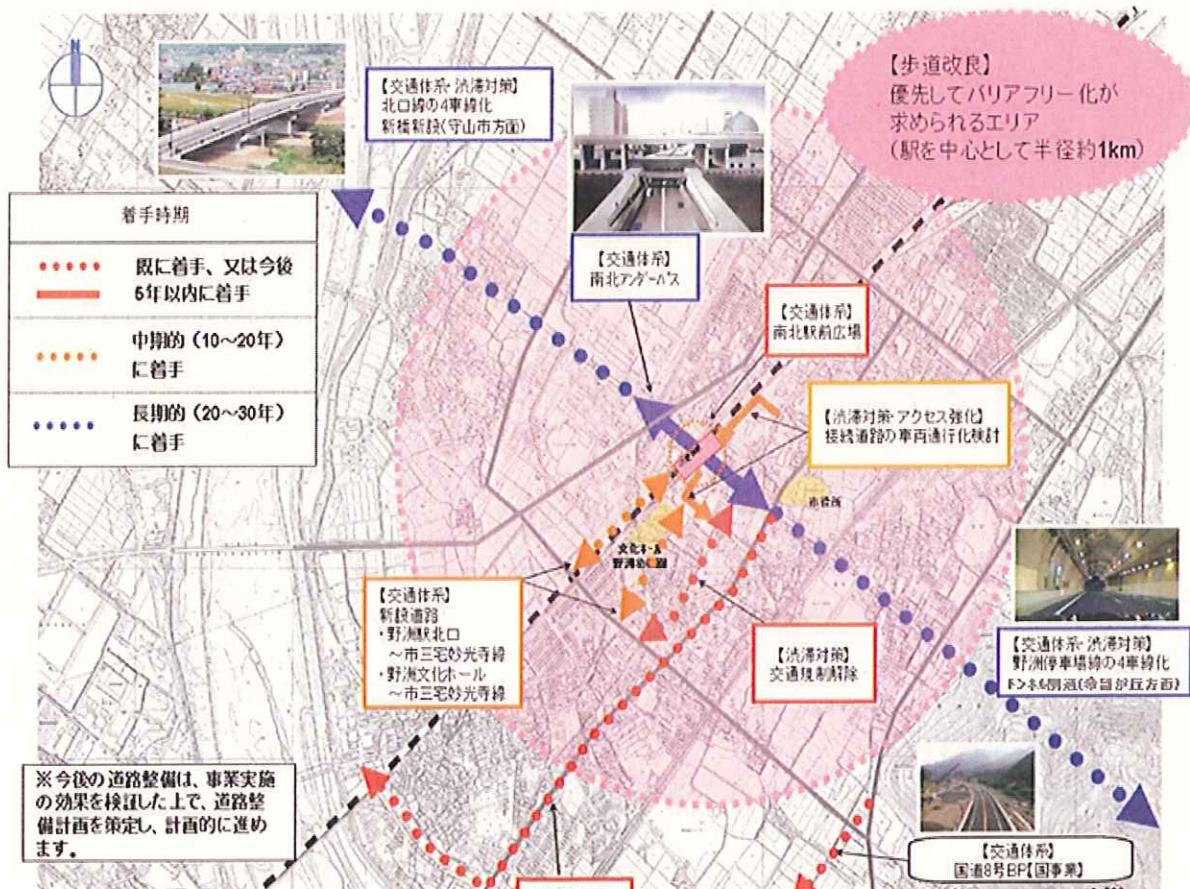 N
【交通体系・渋滞対策】
北口線の4車線化
新橋新設(守山市方面)
【歩道改良】
優先してバリアフリー化が
求められるエリア
(駅を中心として半径約1km)
着手時期
既に着手、又は今後
5年以内に着手
中期的(10～20年)
に着手
長期的(20～30年)
に着手
【交通体系】
南北アンダーパス
【交通体系】
南北駅前広場
【渋滞対策・アクセス強化】
接続道路の車両通行化検討
市役所
文化ホール
【交通体系】
新設道路
・野洲駅北口
～市三宅妙光寺線
・野洲文化ホール
～市三宅妙光寺線
【渋滞対策】
交通規制解除
【交通体系・渋滞対策】
野洲停車場線の4車線化
トンネル開通(希望が丘方面)
※今後の道路整備は、事業実施
の効果を検証した上で、道路整
備計画を策定し、計画的に進め
ます。
【交通体系】
国道8号BP【国事業】